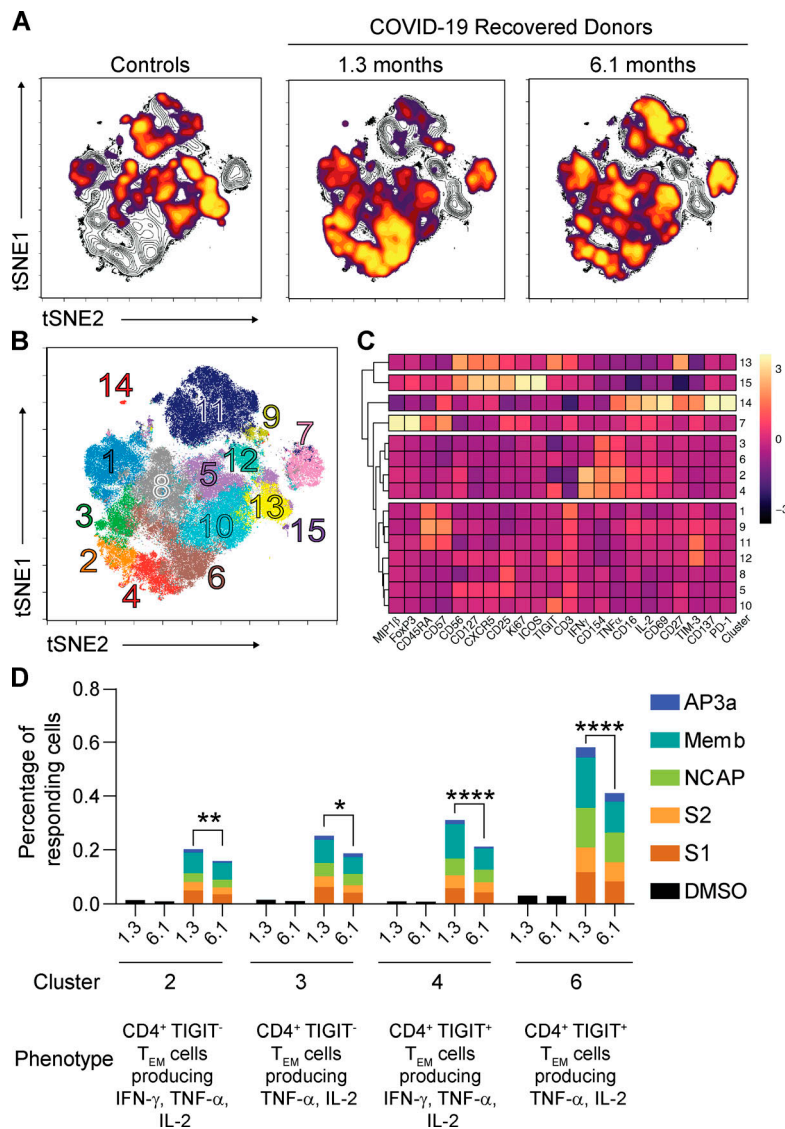 A
COVID-19 Recovered Donors
Controls
1.3 months
6.1 months
tSNE1
tSNE2
B
tSNE1
14
11
9
7
1
12
5
8
3
13
10
15
2
6
4
tSNE2
C
13
15
14
7
3
6
2
4
1
9
11
12
8
5
10
MIP1β
FoxP3
CD45RA
CD57
CD56
CD127
CXCR5
CD25
Ki67
ICOS
TIGIT
CD3
IFNγ
CD154
TNFα
CD16
IL-2
CD69
CD27
TIM-3
CD137
PD-1
Cluster
3
0
−3
D
Percentage of
responding cells
0.8
0.6
0.4
0.2
0.0
**
*
****
****
1.3 6.1 1.3 6.1
1.3 6.1 1.3 6.1
1.3 6.1 1.3 6.1
1.3 6.1 1.3 6.1
AP3a
Memb
NCAP
S2
S1
DMSO
Cluster 2 3 4 6
Phenotype
CD4+ TIGIT-
TEM cells
producing
IFN-γ, TNF-α,
IL-2
CD4+ TIGIT-
TEM cells
producing
TNF-α, IL-2
CD4+ TIGIT+
TEM cells
producing
IFN-γ, TNF-α,
IL-2
CD4+ TIGIT+
TEM cells
producing
TNF-α, IL-2